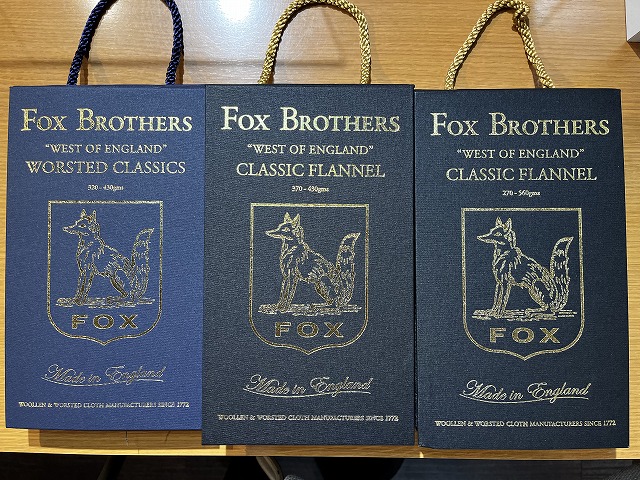 FOX BROTHERS
"WEST OF ENGLAND"
WORSTED CLASSICS
320 - 430gms
FOX
Made in England
WOOLLEN & WORSTED CLOTH MANUFACTURERS SINCE 1772
FOX BROTHERS
"WEST OF ENGLAND"
CLASSIC FLANNEL
370 - 430gms
FOX
Made in England
WOOLLEN & WORSTED CLOTH MANUFACTURERS SINCE 1772
FOX BROTHERS
"WEST OF ENGLAND"
CLASSIC FLANNEL
270 - 560gms
FOX
Made in England
WOOLLEN & WORSTED CLOTH MANUFACTURERS SINCE 1772